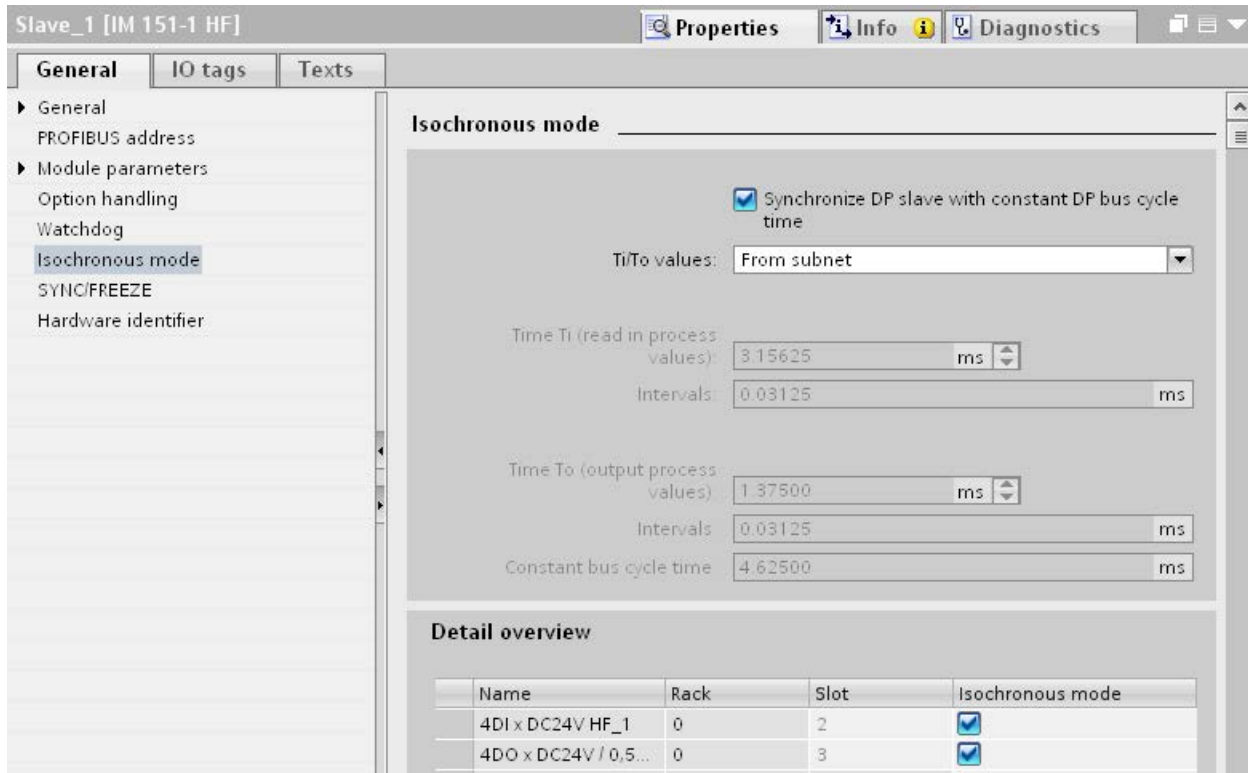 Slave_1 [IM 151-1 HF]
Properties
Info
Diagnostics
General
IO tags
Texts
General
PROFIBUS address
Module parameters
Option handling
Watchdog
Isochronous mode
SYNC/FREEZE
Hardware identifier
Isochronous mode
Synchronize DP slave with constant DP bus cycle
time
Ti/To values: From subnet
Time Ti (read in process
values): 3.15625 ms
Intervals: 0.03125 ms
Time To (output process
values) 1.37500 ms
Intervals 0.03125 ms
Constant bus cycle time 4.62500 ms
Detail overview
Name Rack Slot Isochronous mode
4DI x DC24V HF_1 0 2
4DO x DC24V / 0,5... 0 3